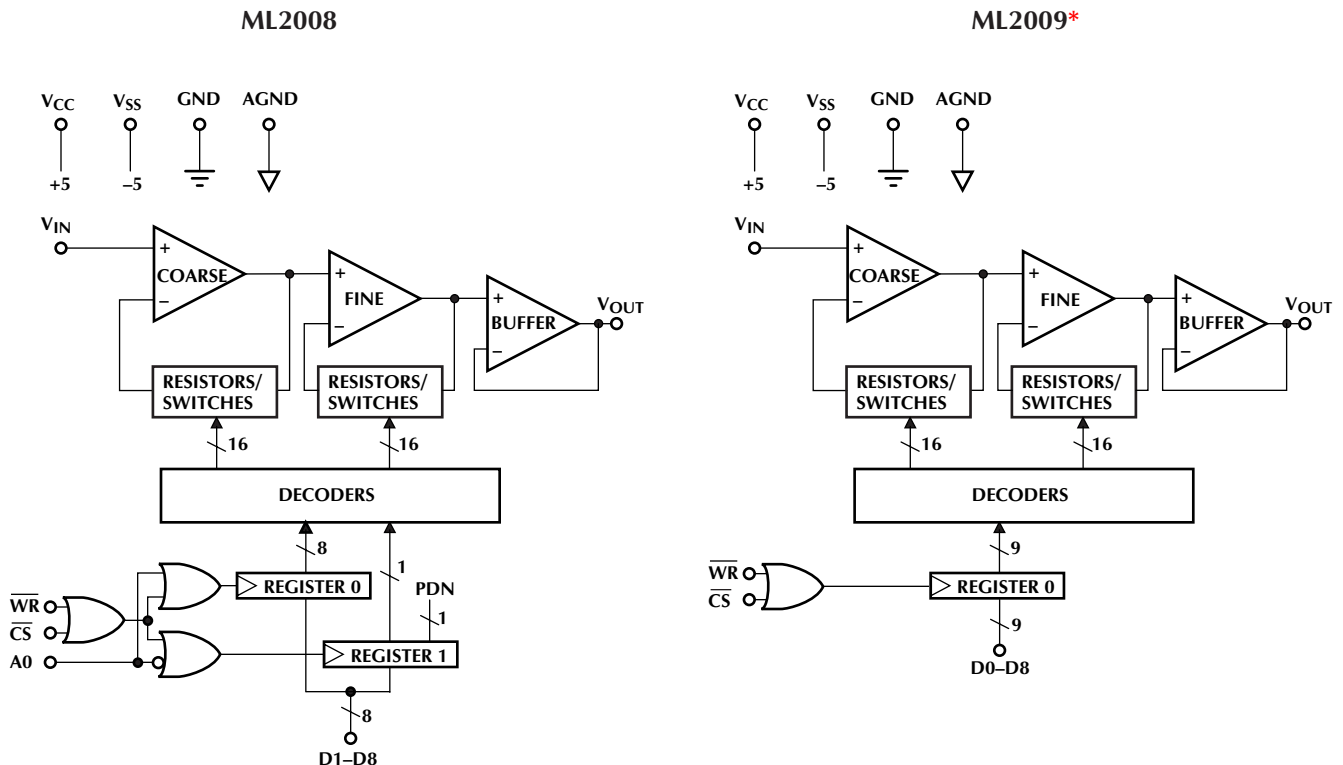 ML2008
VCC VSS GND AGND
+5 –5
VIN
+
COARSE
–
+
FINE
–
+
BUFFER
–
VOUT
RESISTORS/
SWITCHES
RESISTORS/
SWITCHES
16 16
DECODERS
8
1
PDN
1
WR
CS
A0
REGISTER 0
REGISTER 1
8
D1–D8
ML2009*
VCC VSS GND AGND
+5 –5
VIN
+
COARSE
–
+
FINE
–
+
BUFFER
–
VOUT
RESISTORS/
SWITCHES
RESISTORS/
SWITCHES
16 16
DECODERS
9
WR
CS
REGISTER 0
9
D0–D8